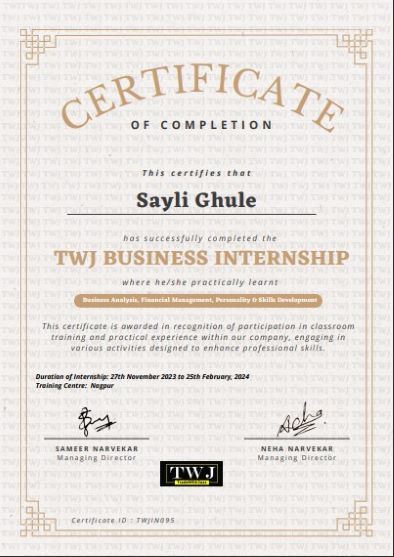 CERTIFICATE
OF COMPLETION
This certifies that
Sayli Ghule
has successfully completed the
TWJ BUSINESS INTERNSHIP
where he/she practically learnt
Business Analysis, Financial Management, Personality & Skills Development
This certificate is awarded in recognition of participation in classroom
training and practical experience within our company, engaging in
various activities designed to enhance professional skills.
Duration of Internship: 27th November 2023 to 25th February, 2024
Training Centre: Nagpur
SAMEER NARVEKAR
Managing Director
NEHA NARVEKAR
Managing Director
TWJ
Certificate ID : TWJIN095